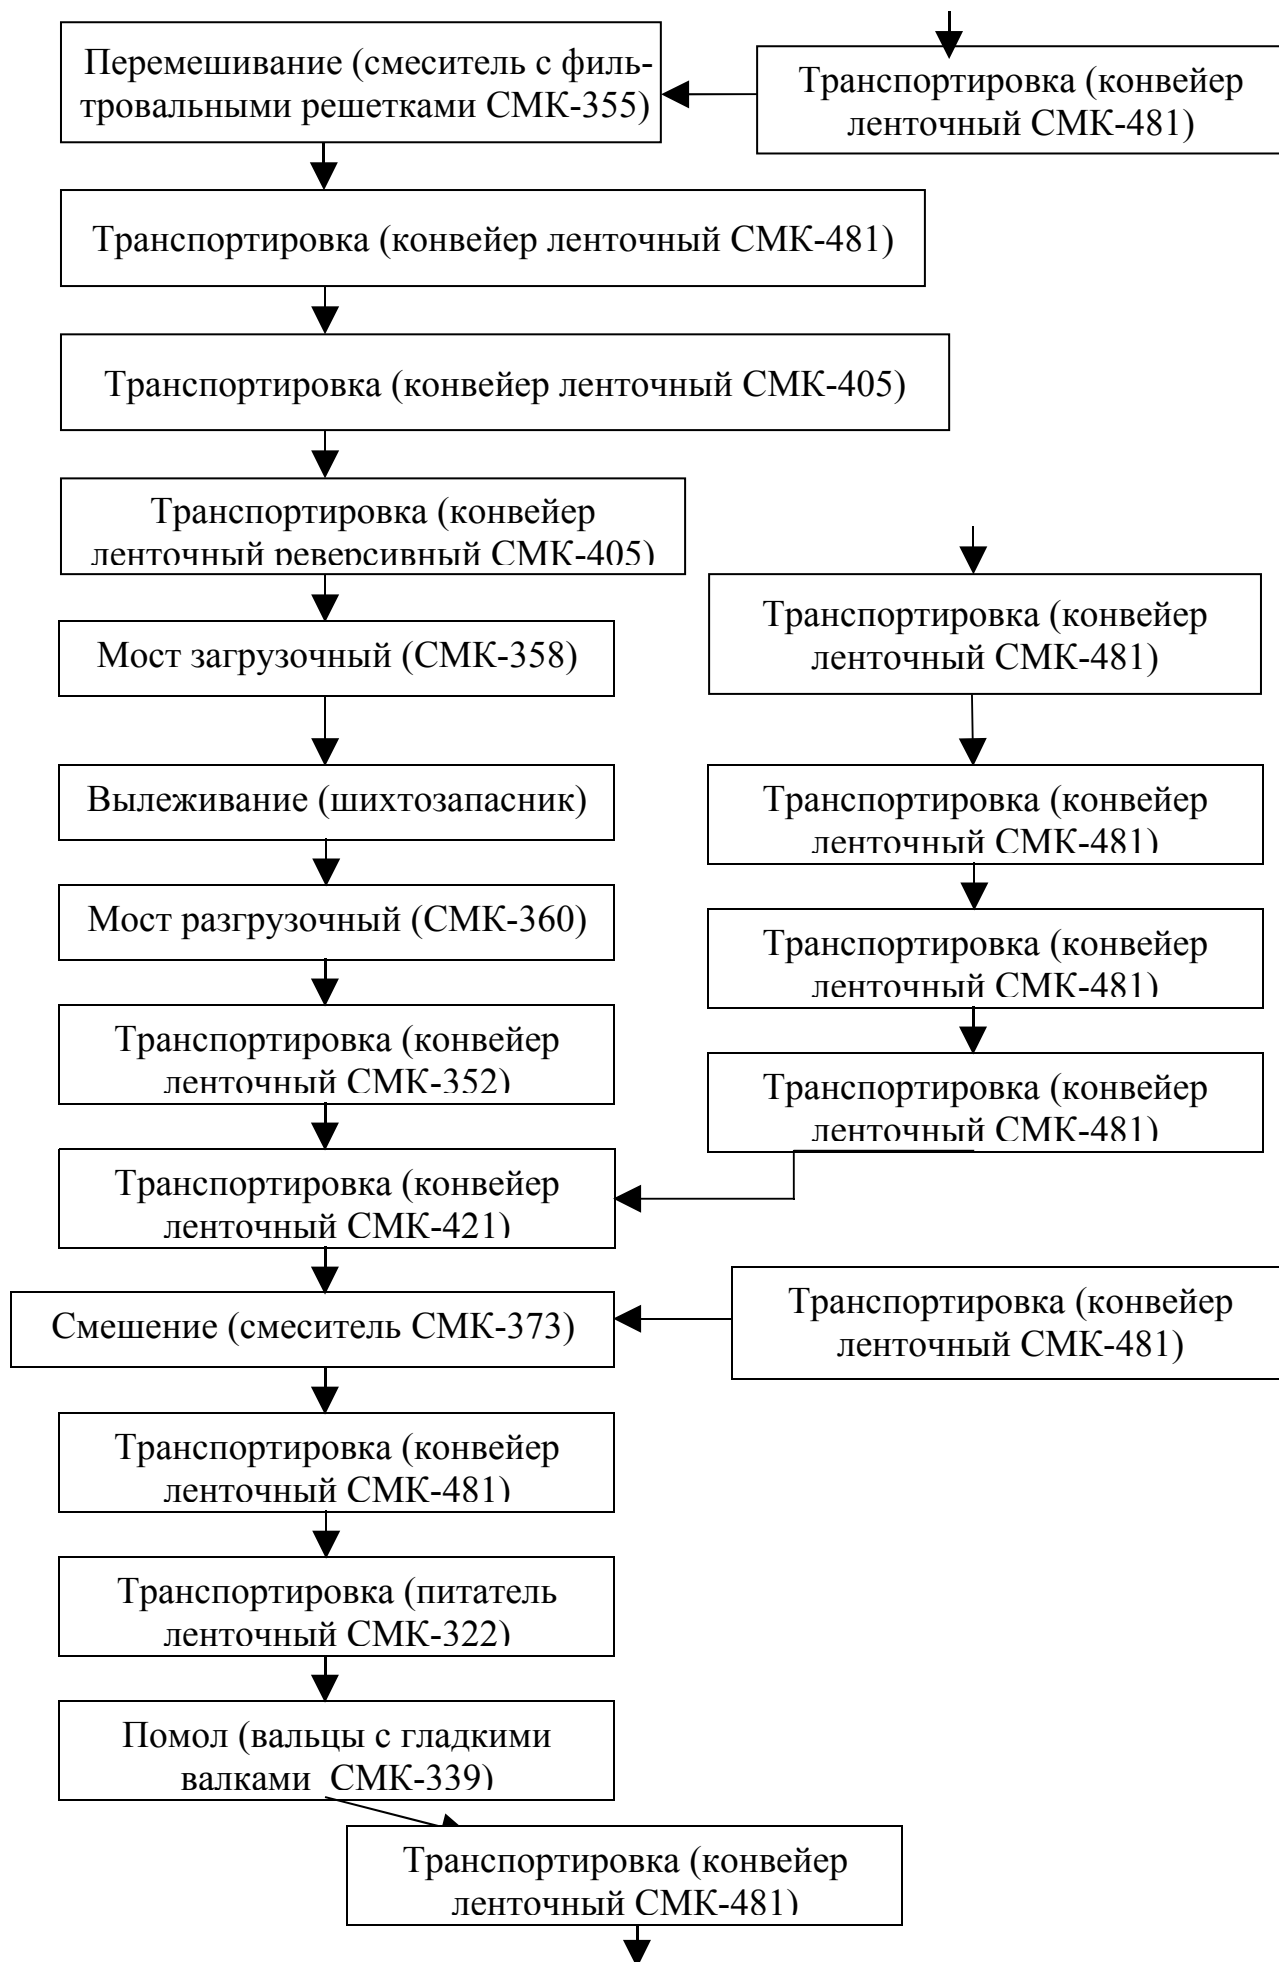 Перемешивание (смеситель с филь-
тровальными решетками СМК-355)
Транспортировка (конвейер
ленточный СМК-481)
Транспортировка (конвейер ленточный СМК-481)
Транспортировка (конвейер ленточный СМК-405)
Транспортировка (конвейер
ленточный реверсивный СМК-405)
Мост загрузочный (СМК-358)
Вылеживание (шихтозапасник)
Мост разгрузочный (СМК-360)
Транспортировка (конвейер
ленточный СМК-352)
Транспортировка (конвейер
ленточный СМК-421)
Транспортировка (конвейер
ленточный СМК-481)
Транспортировка (конвейер
ленточный СМК-481)
Транспортировка (конвейер
ленточный СМК-481)
Транспортировка (конвейер
ленточный СМК-481)
Смешение (смеситель СМК-373)
Транспортировка (конвейер
ленточный СМК-481)
Транспортировка (конвейер
ленточный СМК-481)
Транспортировка (питатель
ленточный СМК-322)
Помол (вальцы с гладкими
валками СМК-339)
Транспортировка (конвейер
ленточный СМК-481)